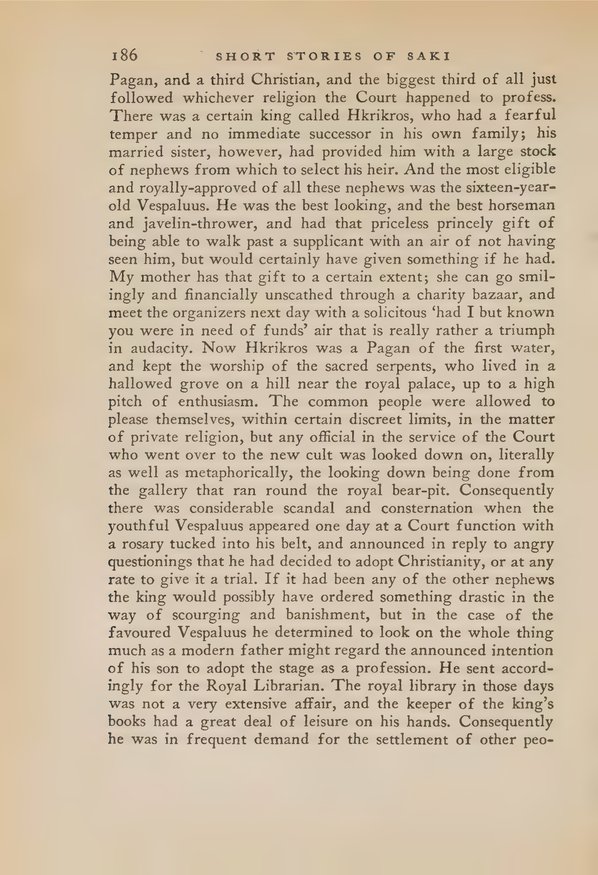 186 SHORT STORIES OF SAKI
Pagan, and a third Christian, and the biggest third of all just
followed whichever religion the Court happened to profess.
There was a certain king called Hkrikros, who had a fearful
temper and no immediate successor in his own family; his
married sister, however, had provided him with a large stock
of nephews from which to select his heir. And the most eligible
and royally-approved of all these nephews was the sixteen-year-
old Vespaluus. He was the best looking, and the best horseman
and javelin-thrower, and had that priceless princely gift of
being able to walk past a supplicant with an air of not having
seen him, but would certainly have given something if he had.
My mother has that gift to a certain extent; she can go smil-
ingly and financially unscathed through a charity bazaar, and
meet the organizers next day with a solicitous ‘had I but known
you were in need of funds’ air that is really rather a triumph
in audacity. Now Hkrikros was a Pagan of the first water,
and kept the worship of the sacred serpents, who lived in a
hallowed grove on a hill near the royal palace, up to a high
pitch of enthusiasm. The common people were allowed to
please themselves, within certain discreet limits, in the matter
of private religion, but any official in the service of the Court
who went over to the new cult was looked down on, literally
as well as metaphorically, the looking down being done from
the gallery that ran round the royal bear-pit. Consequently
there was considerable scandal and consternation when the
youthful Vespaluus appeared one day at a Court function with
a rosary tucked into his belt, and announced in reply to angry
questionings that he had decided to adopt Christianity, or at any
rate to give it a trial. If it had been any of the other nephews
the king would possibly have ordered something drastic in the
way of scourging and banishment, but in the case of the
favoured Vespaluus he determined to look on the whole thing
much as a modern father might regard the announced intention
of his son to adopt the stage as a profession. He sent accord-
ingly for the Royal Librarian. The royal library in those days
was not a very extensive affair, and the keeper of the king’s
books had a great deal of leisure on his hands. Consequently
he was in frequent demand for the settlement of other peo-